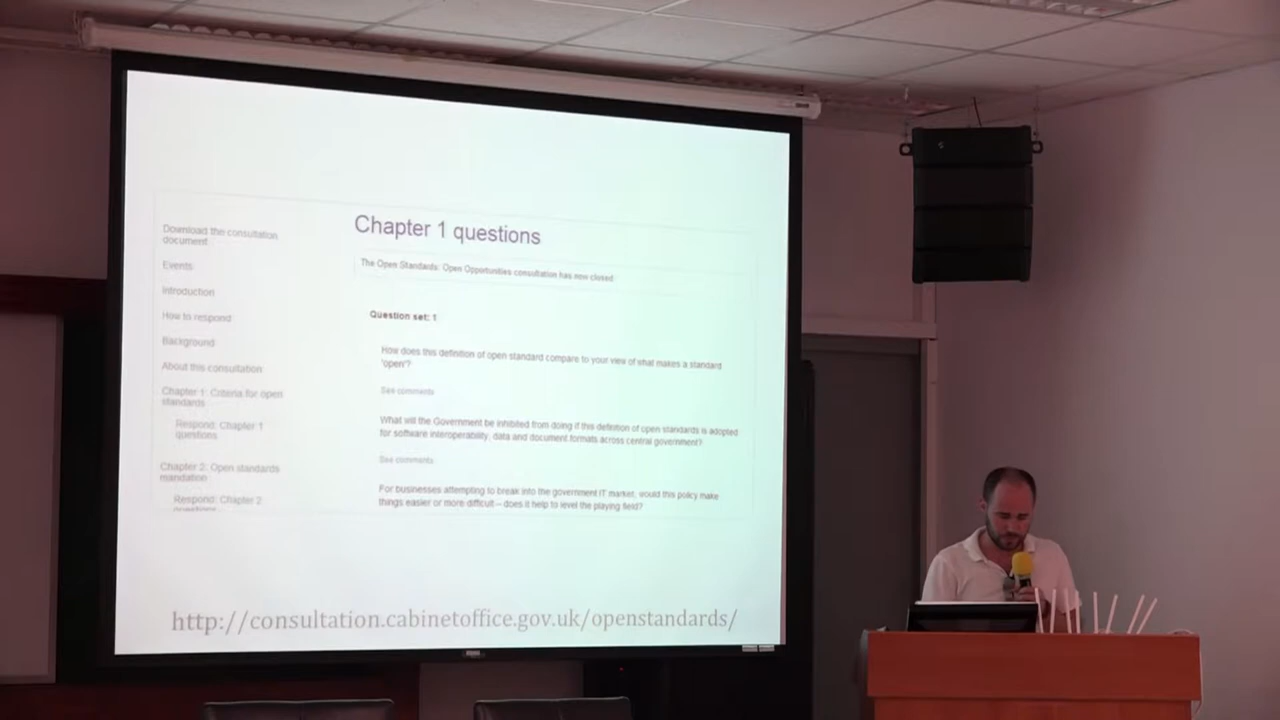 Download the consultation
document
Events
Introduction
How to respond
Background
About this consultation
Chapter 1: Criteria for open
standards
Respond: Chapter 1
questions
Chapter 2: Open standards
mandation
Respond: Chapter 2
questions
Chapter 1 questions
The Open Standards: Open Opportunities consultation has now closed.
Question set: 1
How does this definition of open standard compare to your view of what makes a standard
'open'?
See comments
What will the Government be inhibited from doing if this definition of open standards is adopted
for software interoperability, data and document formats across central government?
See comments
For businesses attempting to break into the government IT market, would this policy make
things easier or more difficult – does it help to level the playing field?
http://consultation.cabinetoffice.gov.uk/openstandards/